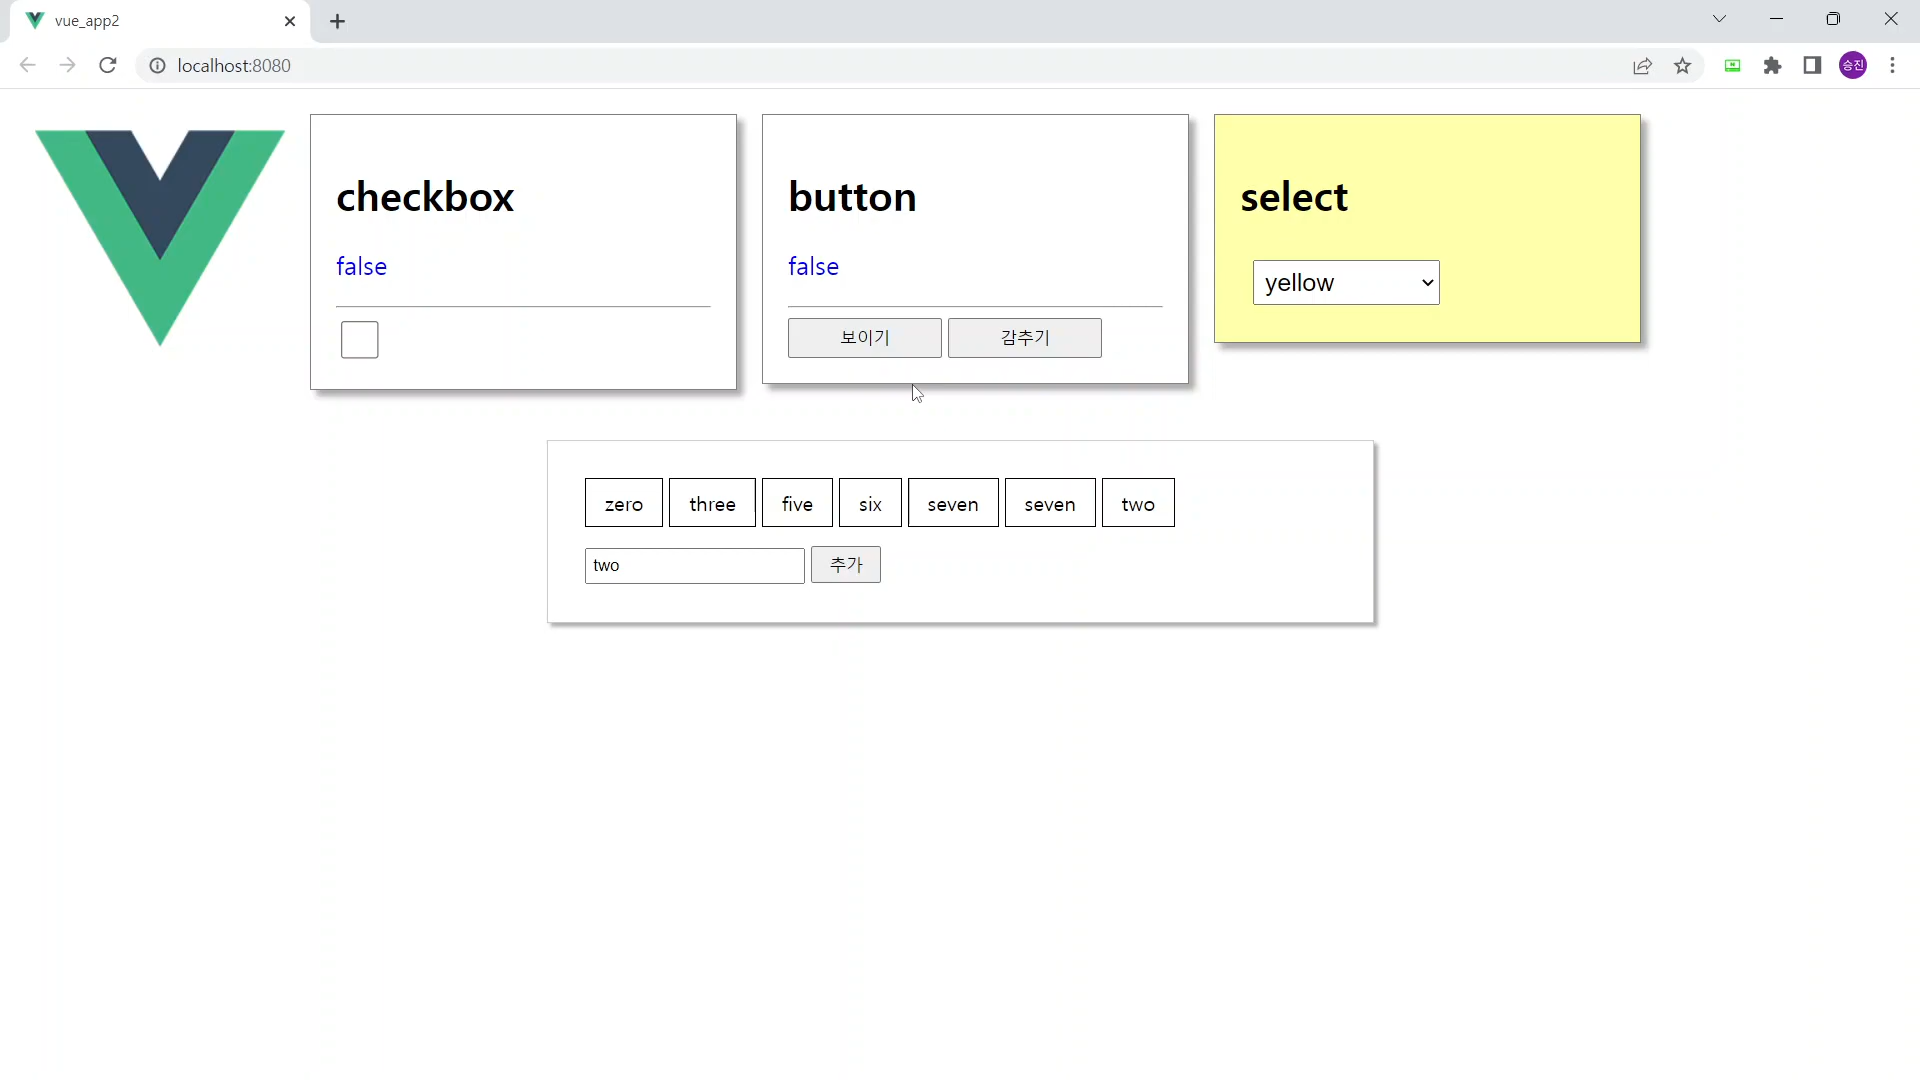 vue_app2
localhost:8080
승진
checkbox
false
button
false
보이기 감추기
select
yellow
zero three five six seven seven two
two 추가